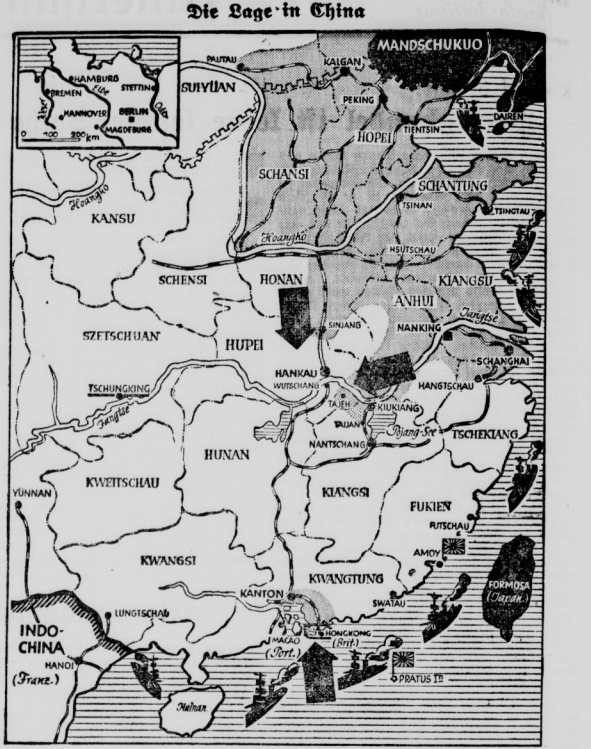 Die Lage in China
HAMBURG
Elbe
STETTIN
BREMEN
Oder
HANNOVER
BERLIN
MAGDEBURG
0 100 200 km
PAUTAU
KALGAN
MANDSCHUKUO
SUIYÜAN
PEKING
DAIREN
TIENTSIN
HOPEI
SCHANSI
SCHANTUNG
Hoangho
TSINAN
TSINGTAU
KANSU
Hoangho
HSUTSCHAU
SCHENSI
HONAN
KIANGSU
ANHUI
Jangtse
SINJANG
NANKING
SZETSCHUAN
HUPEI
SCHANGHAI
HANKAU
WUTSCHANG
HANGTSCHAU
TSCHUNGKING
TAJEH
KIUKIANG
Jangtse
TAIJAN
Pojang-See
TSCHEKIANG
NANTSCHANG
HUNAN
KWEITSCHAU
KIANGSI
YÜNNAN
FUKIEN
FUTSCHAU
KWANGSI
AMOY
KWANGTUNG
FORMOSA
(Japan.)
KANTON
SWATAU
LUNGTSCHAU
INDO-
CHINA
HONGKONG
(Brit.)
MACAO
(Port.)
HANOI
(Franz.)
PRATUS In
Hainan